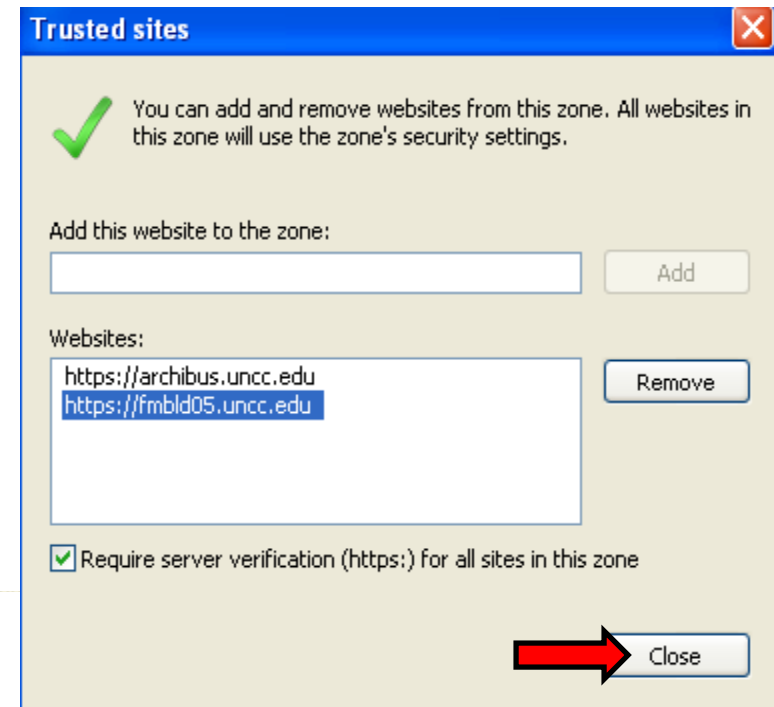 Trusted sites
You can add and remove websites from this zone. All websites in
this zone will use the zone's security settings.
Add this website to the zone:
Add
Websites:
https://archibus.uncc.edu
Remove
https://fmbld05.uncc.edu
Require server verification (https:) for all sites in this zone
Close